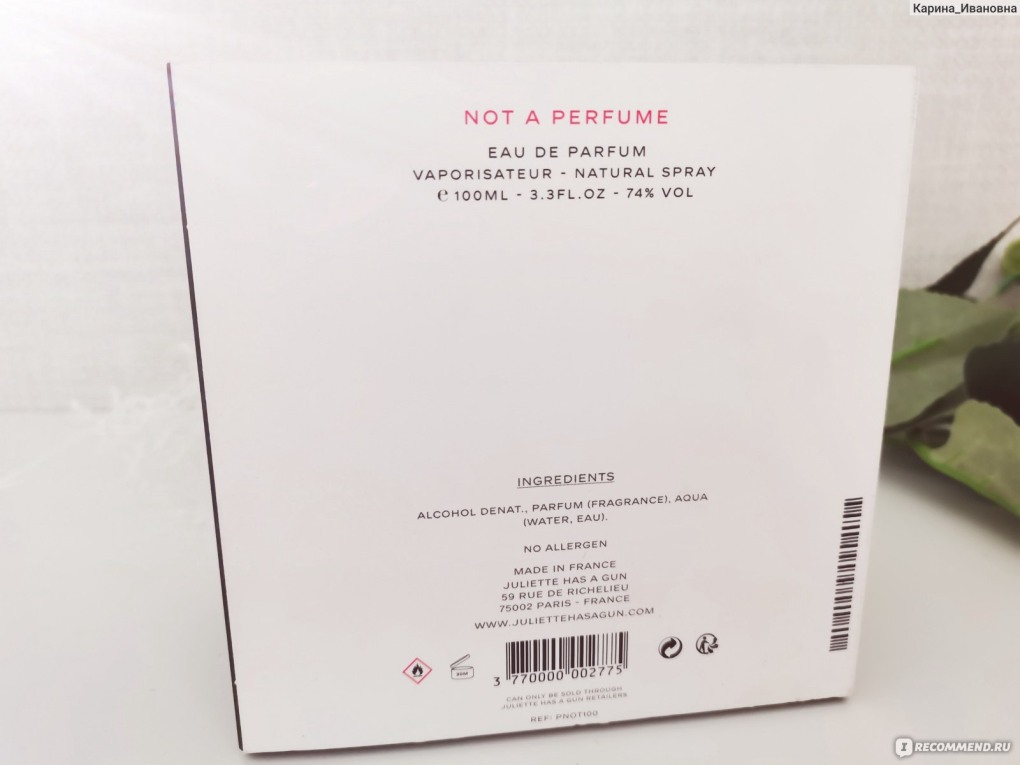 Карина_Ивановна
NOT A PERFUME
EAU DE PARFUM
VAPORISATEUR - NATURAL SPRAY
℮ 100ML - 3.3FL.OZ - 74% VOL
INGREDIENTS
ALCOHOL DENAT., PARFUM (FRAGRANCE), AQUA
(WATER, EAU).
NO ALLERGEN
MADE IN FRANCE
JULIETTE HAS A GUN
59 RUE DE RICHELIEU
75002 PARIS - FRANCE
WWW.JULIETTEHASAGUN.COM
3 770000 002775
CAN ONLY BE SOLD THROUGH
JULIETTE HAS A GUN RETAILERS
REF: PNOT100
IRECOMMEND.RU